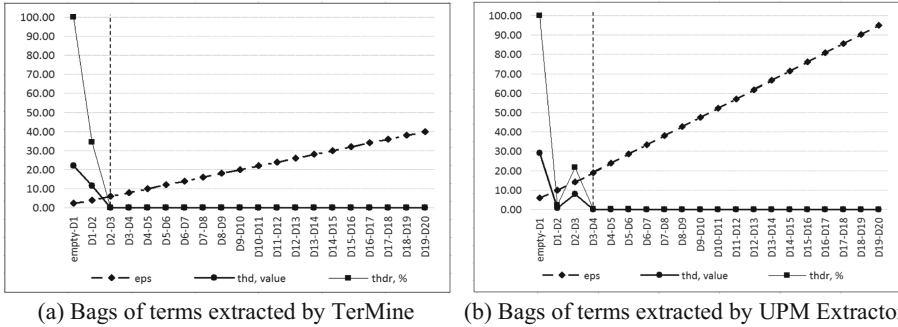 100.00
90.00
80.00
70.00
60.00
50.00
40.00
30.00
20.00
10.00
0.00
empty-D1
D1-D2
D2-D3
D3-D4
D4-D5
D5-D6
D6-D7
D7-D8
D8-D9
D9-D10
D10-D11
D11-D12
D12-D13
D13-D14
D14-D15
D15-D16
D16-D17
D17-D18
D18-D19
D19-D20
eps
thd, value
thdr, %
(a) Bags of terms extracted by TerMine
100.00
90.00
80.00
70.00
60.00
50.00
40.00
30.00
20.00
10.00
0.00
empty-D1
D1-D2
D2-D3
D3-D4
D4-D5
D5-D6
D6-D7
D7-D8
D8-D9
D9-D10
D10-D11
D11-D12
D12-D13
D13-D14
D14-D15
D15-D16
D16-D17
D17-D18
D18-D19
D19-D20
eps
thd, value
thdr, %
(b) Bags of terms extracted by UPM Extractor